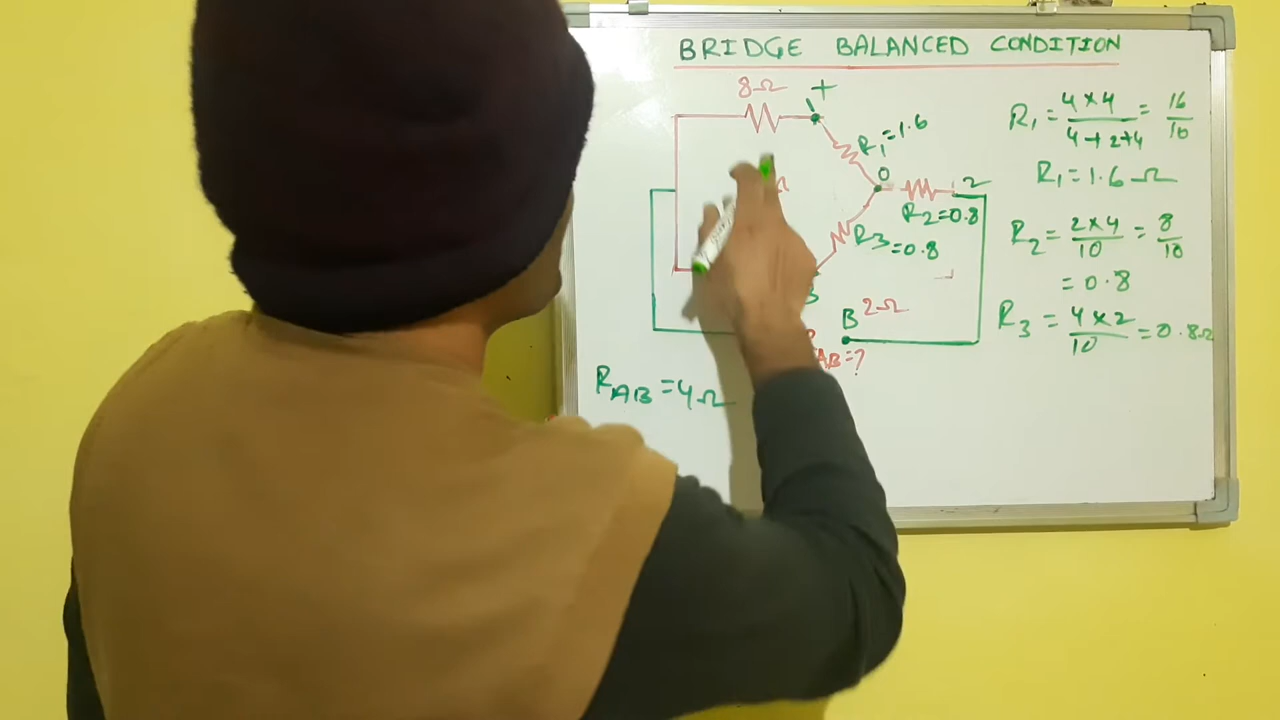 BRIDGE BALANCED CONDITION
8Ω
1
R1=1.6
0
2
R2=0.8
R3
=0.8
Ω
3
B 2Ω
AB=?
RAB=4Ω
R1=4×4/4+2+4=16/10
R1=1.6Ω
R2=2×4/10=8/10
=0.8
R3=4×2/10=0.8Ω